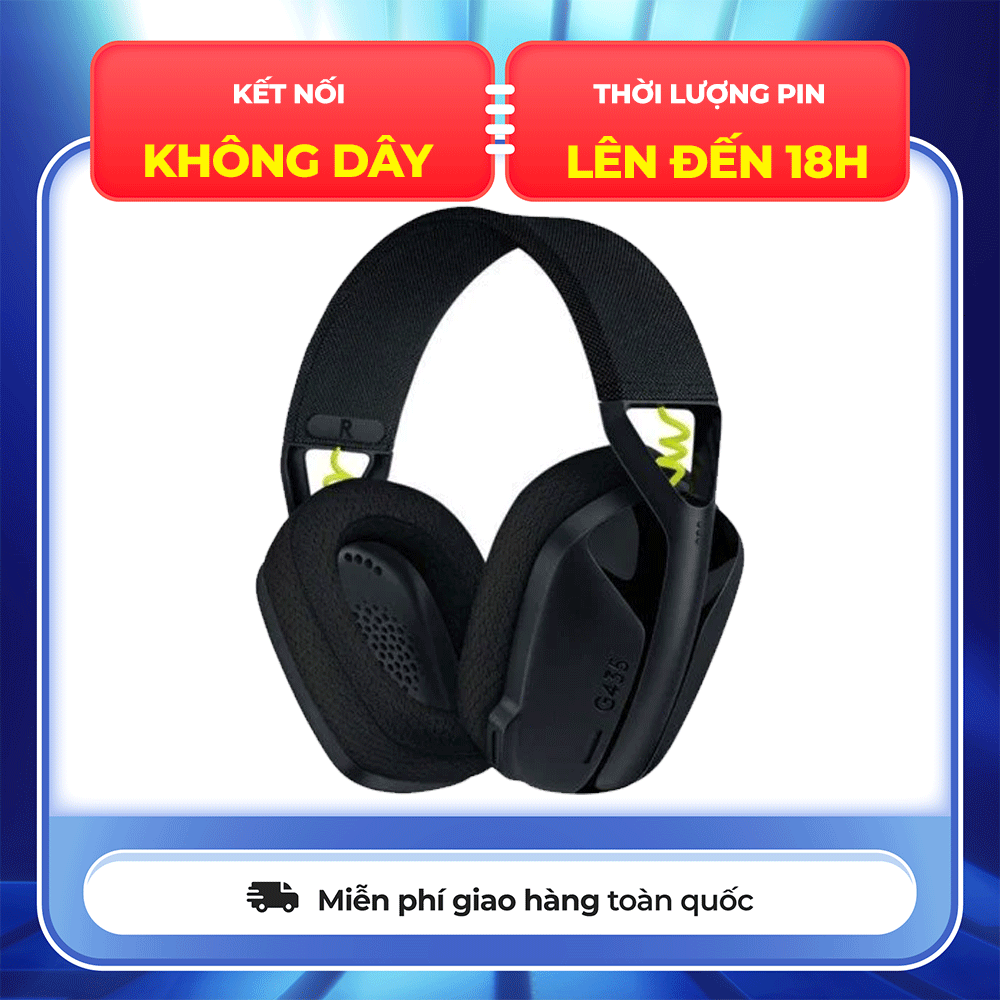 KẾT NỐI
KHÔNG DÂY
THỜI LƯỢNG PIN
LÊN ĐẾN 18H
R
G435
Miễn phí giao hàng toàn quốc